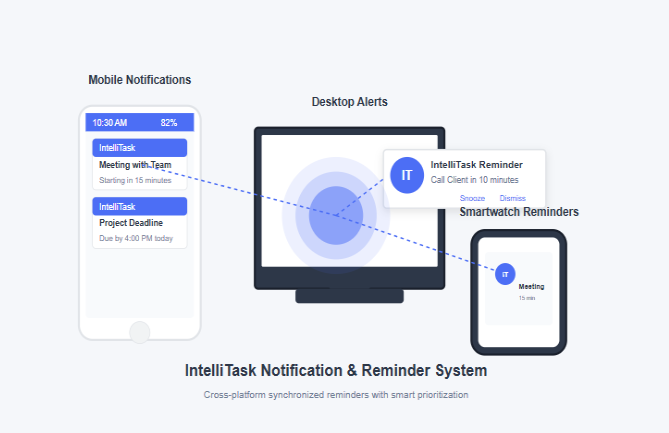 Mobile Notifications
10:30 AM 82%
IntelliTask
Meeting with Team
Starting in 15 minutes
IntelliTask
Project Deadline
Due by 4:00 PM today
Desktop Alerts
IT
IntelliTask Reminder
Call Client in 10 minutes
Snooze Dismiss
Smartwatch Reminders
IT
Meeting
15 min
IntelliTask Notification & Reminder System
Cross-platform synchronized reminders with smart prioritization